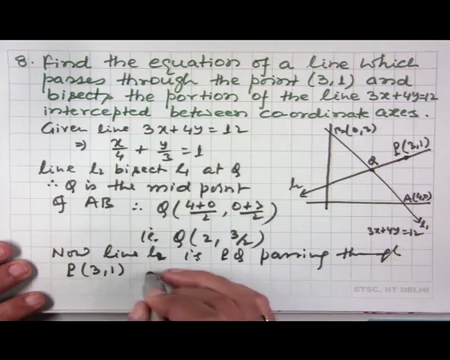 8. Find the equation of a line which
passes through the point (3,1) and
bisects the portion of the line 3x+4y=12
intercepted between coordinate axes.
Given line 3x+4y=12
⇒ x/4 + y/3 = 1
line l₂ bisect l₁ at Q
∴ Q is the mid point
of AB ∴ Q((4+0)/2, (0+3)/2)
i.e. Q(2, 3/2)
Now line l₂ is PQ passing through
P(3,1)
B(0,3)
P(3,1)
Q
l₂
A(4,0)
l₁
3x+4y=12
ETSC, IIT DELHI